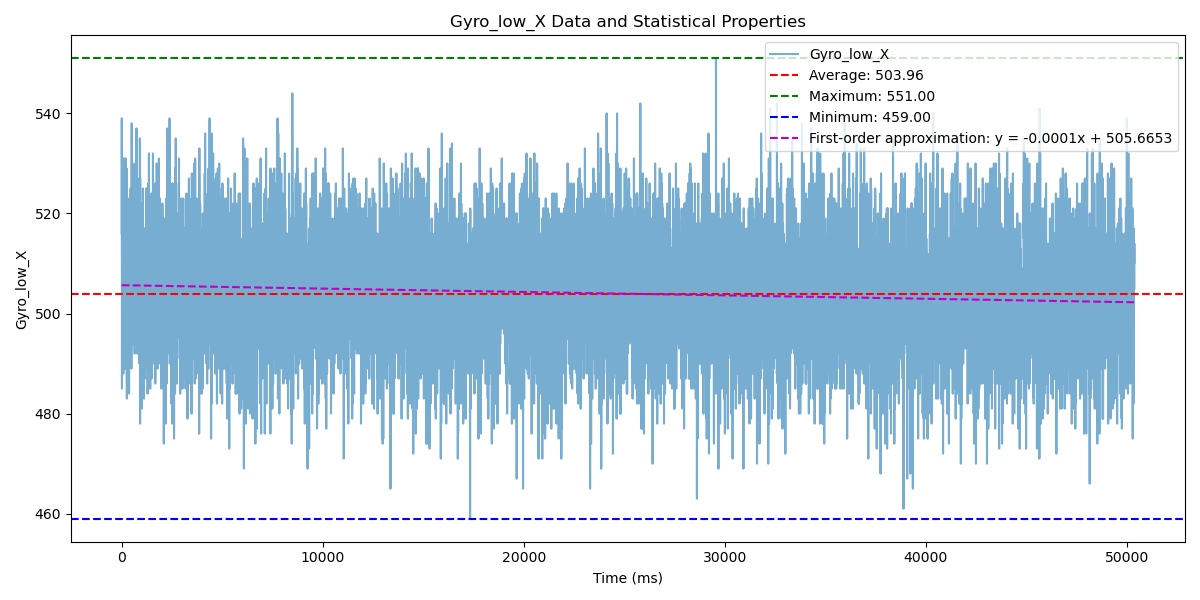 Gyro_low_X Data and Statistical Properties
Gyro_low_X
Average: 503.96
Maximum: 551.00
Minimum: 459.00
First-order approximation: y = -0.0001x + 505.6653
540
520
500
480
460
Gyro_low_X
0 10000 20000 30000 40000 50000
Time (ms)